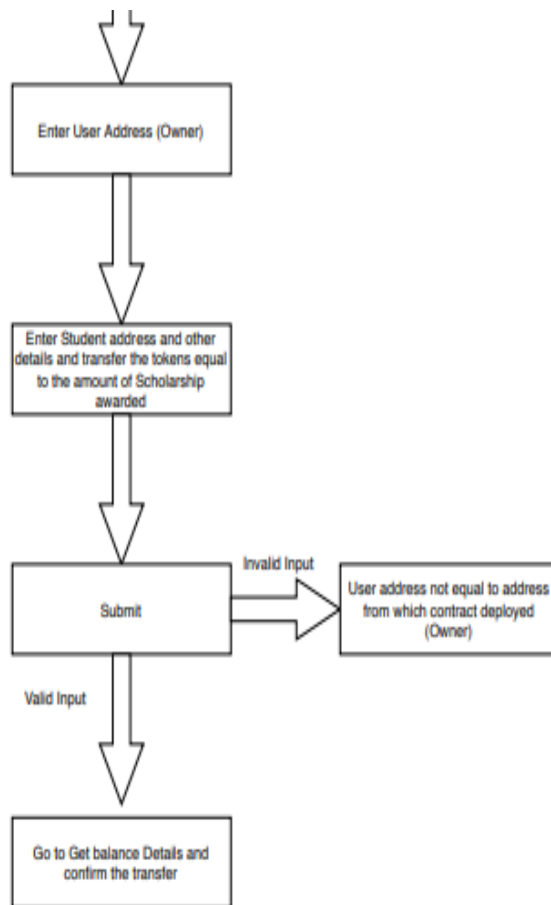 Enter User Address (Owner)
Enter Student address and other
details and transfer the tokens equal
to the amount of Scholarship
awarded
Invalid Input
Submit
User address not equal to address
from which contract deployed
(Owner)
Valid Input
Go to Get balance Details and
confirm the transfer